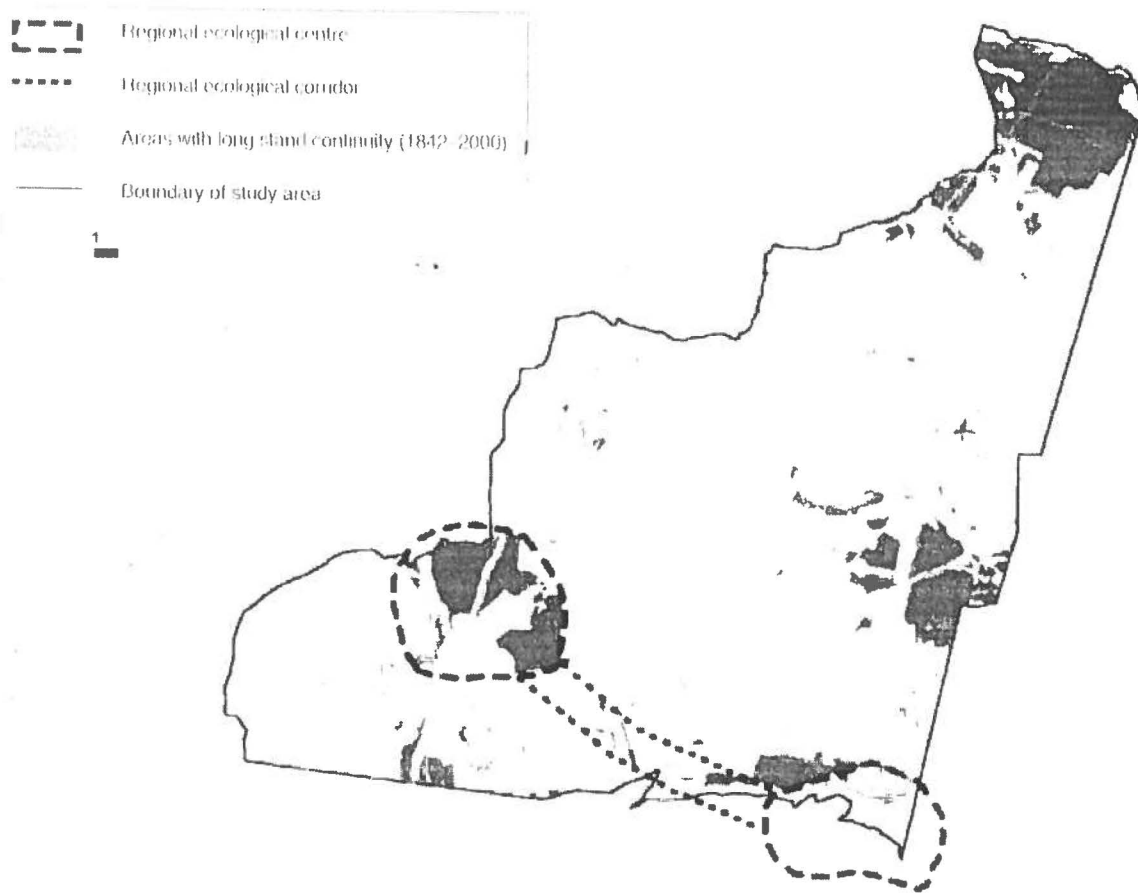 Regional ecological centre
Regional ecological corridor
Areas with long stand continuity (1842-2000)
Boundary of study area
1